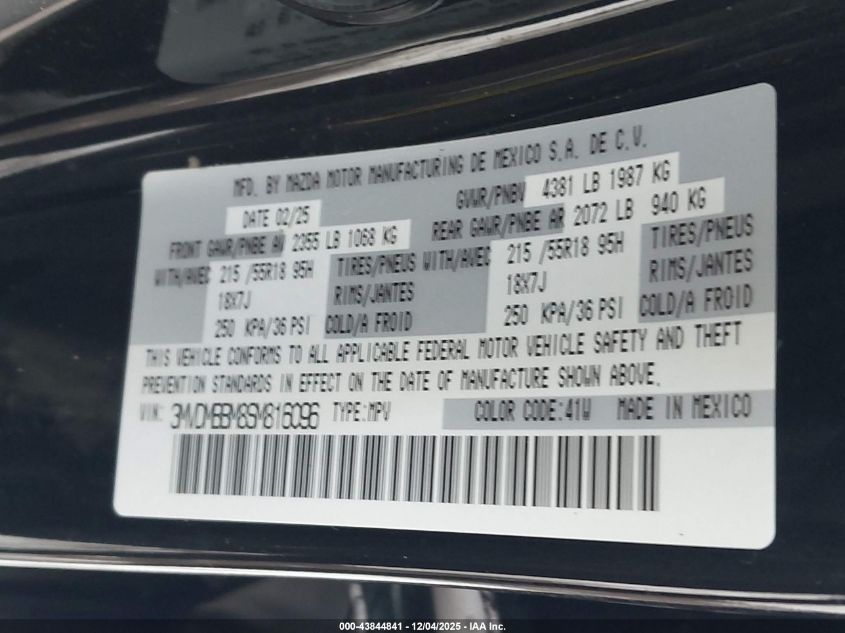 MFD. BY MAZDA MOTOR MANUFACTURING DE MEXICO S.A. DE C.V.
DATE 02/25 GVWR/PNBV 4381 LB 1987 KG
FRONT GAWR/PNBE AV 2355 LB 1068 KG REAR GAWR/PNBE AR 2072 LB 940 KG
WITH/AVEC 215 /55R18 95H TIRES/PNEUS WITH/AVEC 215 /55R18 95H TIRES/PNEUS
18X7J RIMS/JANTES 18X7J RIMS/JANTES
250 KPA/36 PSI COLD/A FROID 250 KPA/36 PSI COLD/A FROID
THIS VEHICLE CONFORMS TO ALL APPLICABLE FEDERAL MOTOR VEHICLE SAFETY AND THEFT
PREVENTION STANDARDS IN EFFECT ON THE DATE OF MANUFACTURE SHOWN ABOVE.
VIN: 3MVDMBBM8SM816096 TYPE:MPV COLOR CODE:41W MADE IN MEXICO
000-43844841 - 12/04/2025 - IAA Inc.